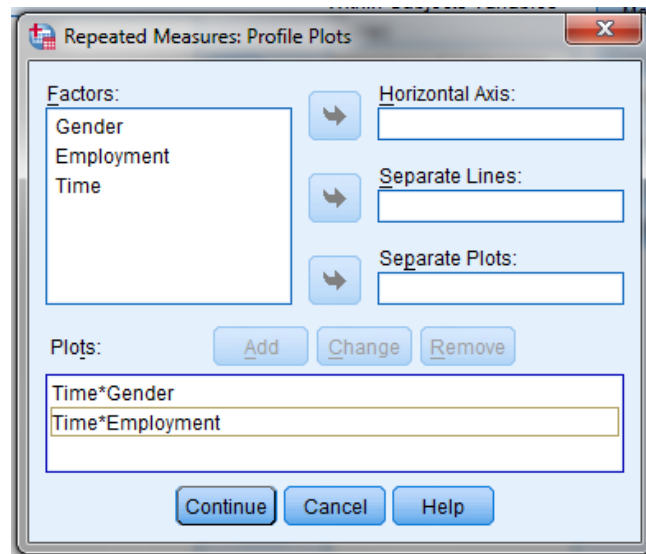 Repeated Measures: Profile Plots
Factors:
Gender
Employment
Time
Horizontal Axis:
Separate Lines:
Separate Plots:
Plots:
Add
Change
Remove
Time*Gender
Time*Employment
Continue
Cancel
Help